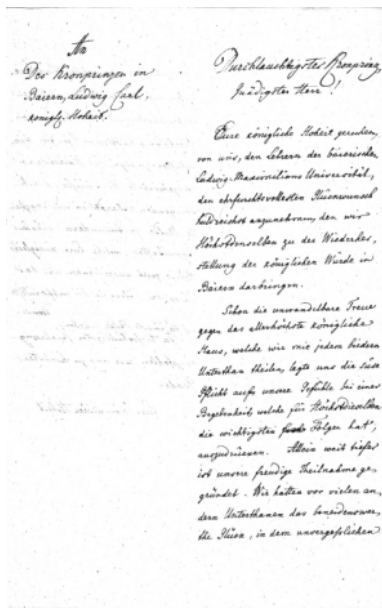 An
Des Kronprinzen in
Baiern, Ludwig Carl,
königl. Hoheit.
Durchlauchtigster Kronprinz,
Gnädigster Herr!
Eure königliche Hoheit geruhen,
von uns, den Lehrern der baierischen
Ludwig-Maximilians Universität,
den ehrfurchtsvollesten Glückwunsch
huldreichst anzunehmen, den wir
Höchstdenselben zu der Wiederher,
stellung der königlichen Würde in
Baiern darbringen.
Schon die unwandelbare Treue
gegen das allerhöchste königliche
Haus, welche wir mit jedem biedern
Unterthan theilen, legte uns die süße
Pflicht auf, unsere Gefühle bei einer
Begebenheit, welche für Höchstdieselben
die wichtigsten Folgen hat,
auszudrücken. Allein weit tiefer
ist unsere freudige Theilnahme ge,
gründet. Wir hatten vor vielen an,
dern Unterthanen das beneidenswer,
the Glück, in dem unvergeßlichen